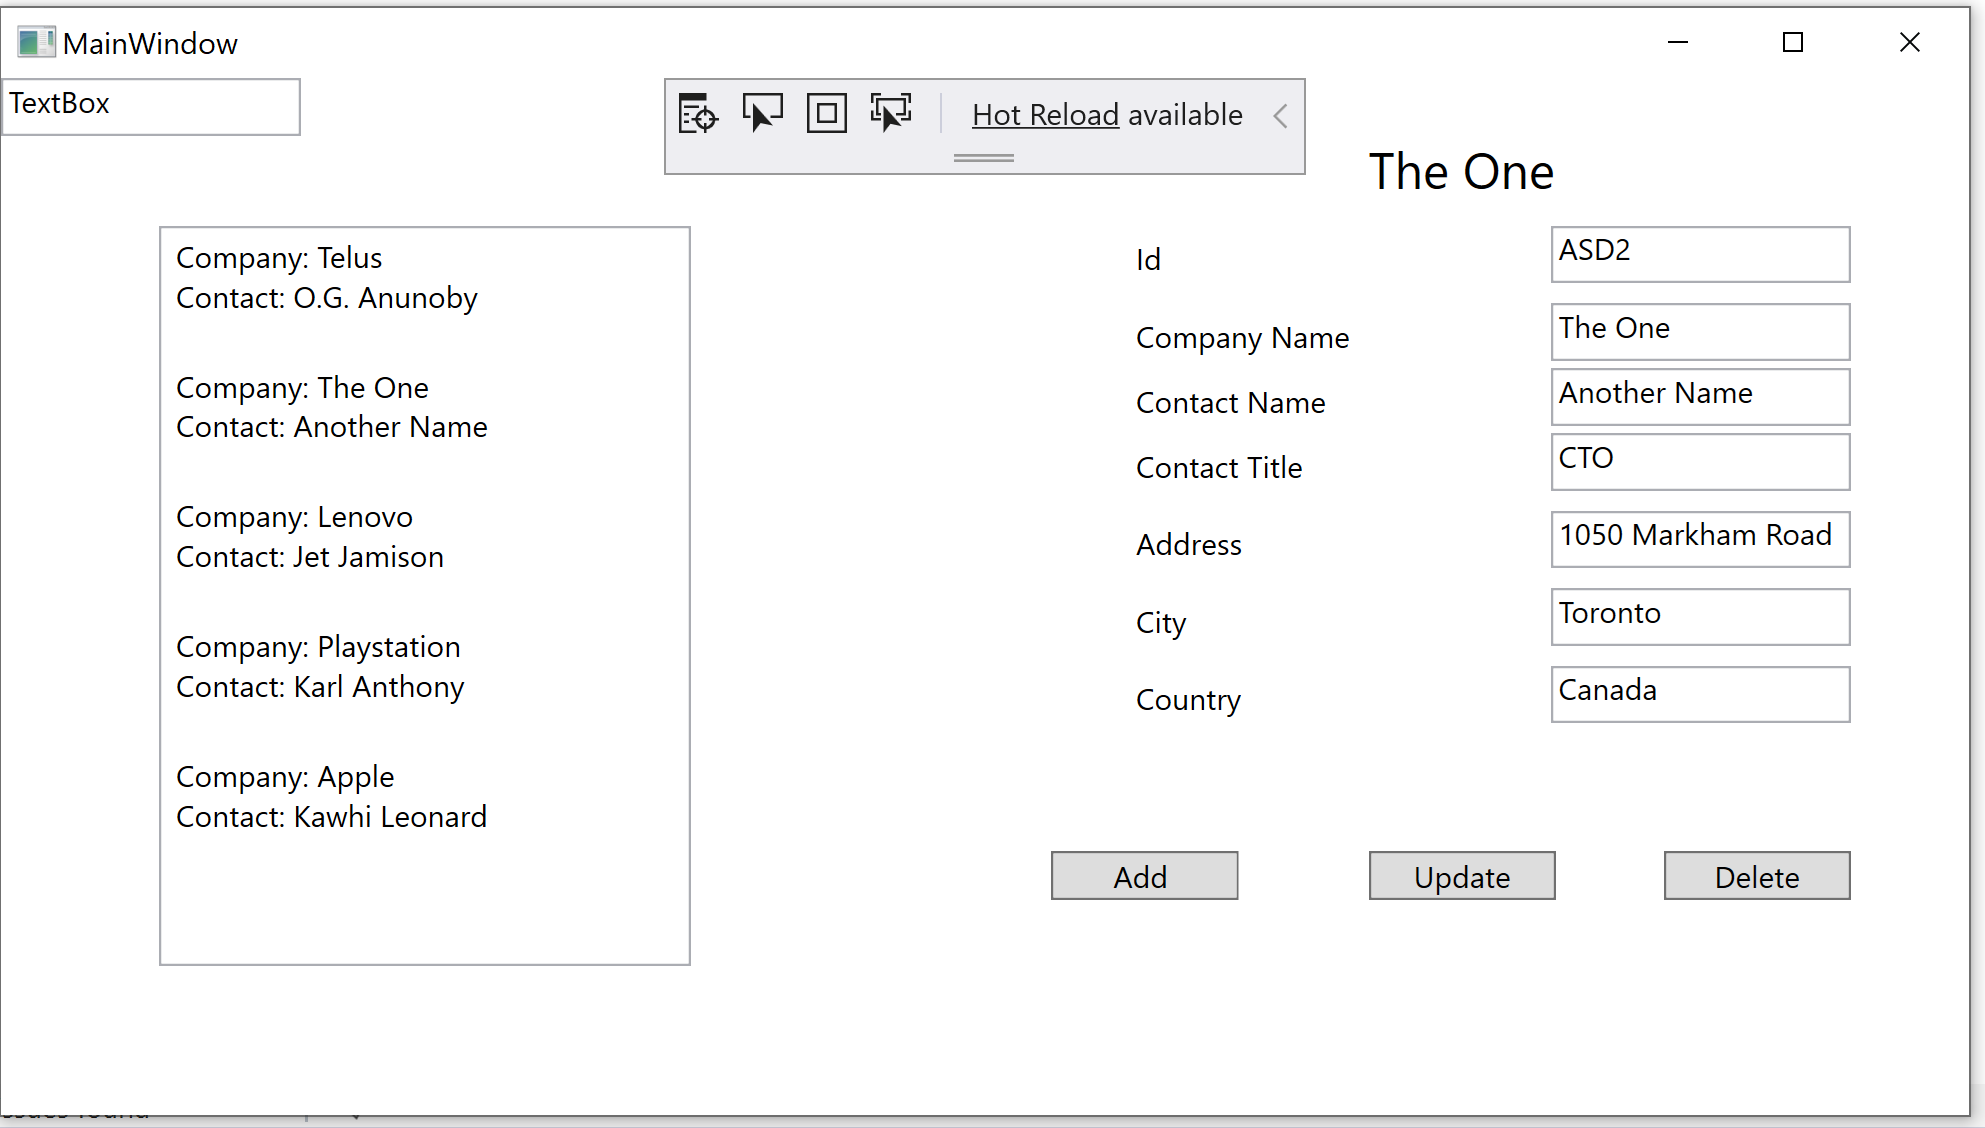 MainWindow
TextBox
Hot Reload available
The One
Company: Telus
Contact: O.G. Anunoby
Company: The One
Contact: Another Name
Company: Lenovo
Contact: Jet Jamison
Company: Playstation
Contact: Karl Anthony
Company: Apple
Contact: Kawhi Leonard
Id ASD2
Company Name The One
Contact Name Another Name
Contact Title CTO
Address 1050 Markham Road
City Toronto
Country Canada
Add Update Delete